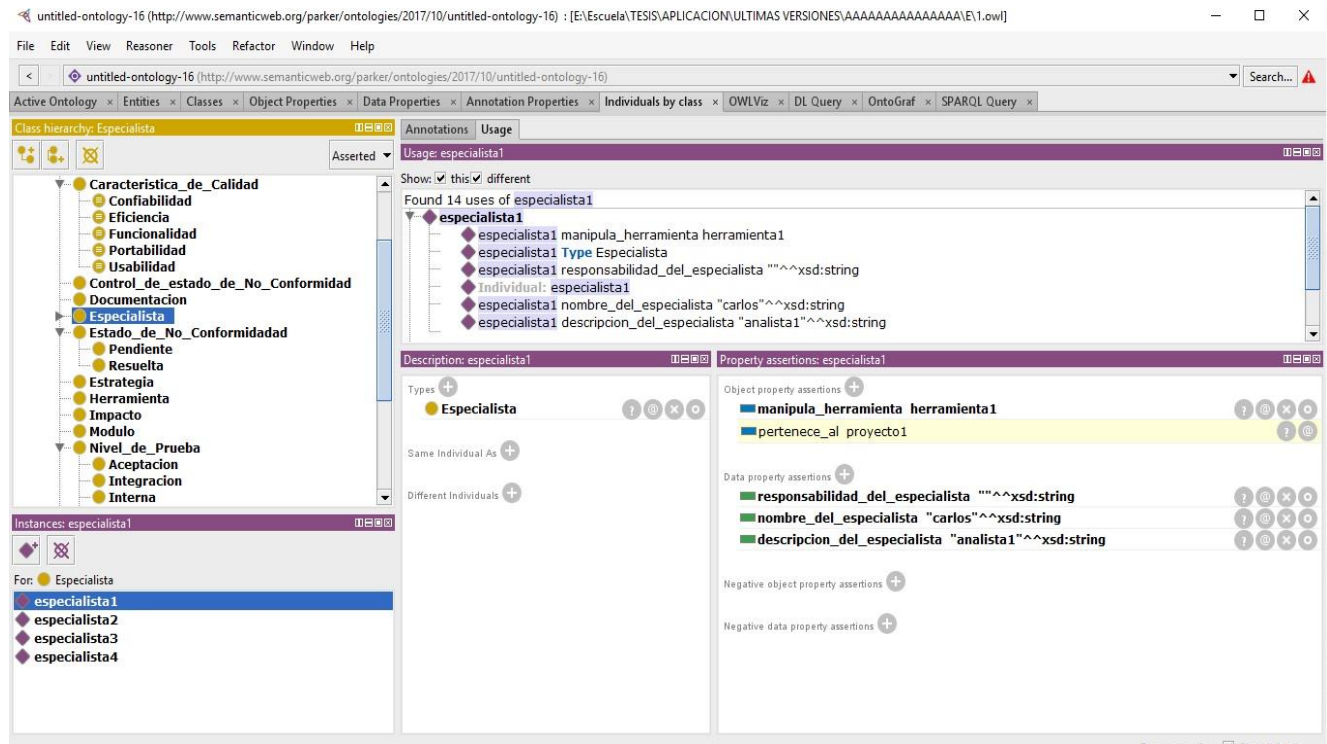 untitled-ontology-16 (http://www.semanticweb.org/parker/ontologies/2017/10/untitled-ontology-16) : [E:\Escuela\TESIS\APLICACION\ULTIMAS VERSIONES\AAAAAAAAAAAAAAA\E\1.owl]
File Edit View Reasoner Tools Refactor Window Help
< > untitled-ontology-16 (http://www.semanticweb.org/parker/ontologies/2017/10/untitled-ontology-16) Search...
Active Ontology × Entities × Classes × Object Properties × Data Properties × Annotation Properties × Individuals by class × OWLViz × DL Query × OntoGraf × SPARQL Query ×
Class hierarchy: Especialista
Asserted
Caracteristica_de_Calidad
Confiabilidad
Eficiencia
Funcionalidad
Portabilidad
Usabilidad
Control_de_estado_de_No_Conformidad
Documentacion
Especialista
Estado_de_No_Conformidadad
Pendiente
Resuelta
Estrategia
Herramienta
Impacto
Modulo
Nivel_de_Prueba
Aceptacion
Integracion
Interna
Instances: especialista1
For: Especialista
especialista1
especialista2
especialista3
especialista4
Annotations Usage
Usage: especialista1
Show: this different
Found 14 uses of especialista1
especialista1
especialista1 manipula_herramienta herramienta1
especialista1 Type Especialista
especialista1 responsabilidad_del_especialista ""^^xsd:string
Individual: especialista1
especialista1 nombre_del_especialista "carlos"^^xsd:string
especialista1 descripcion_del_especialista "analista1"^^xsd:string
Description: especialista1
Types
Especialista
Same Individual As
Different Individuals
Property assertions: especialista1
Object property assertions
manipula_herramienta herramienta1
pertenece_al proyecto1
Data property assertions
responsabilidad_del_especialista ""^^xsd:string
nombre_del_especialista "carlos"^^xsd:string
descripcion_del_especialista "analista1"^^xsd:string
Negative object property assertions
Negative data property assertions